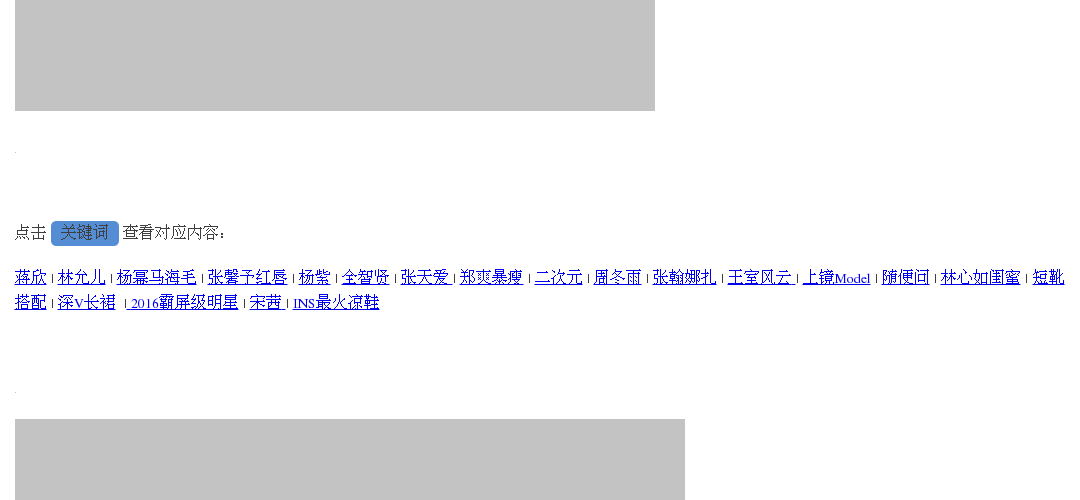 点击 关键词 查看对应内容：
蒋欣 | 林允儿 | 杨幂马海毛 | 张馨予红唇 | 杨紫 | 全智贤 | 张天爱 | 郑爽暴瘦 | 二次元 | 周冬雨 | 张翰娜扎 | 王室风云 | 上镜Model | 随便问 | 林心如闺蜜 | 短靴
搭配 | 深V长裙 | 2016霸屏级明星 | 宋茜 | INS最火凉鞋